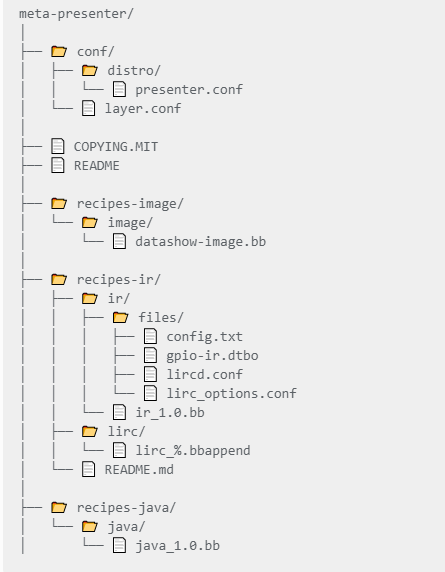 meta-presenter/
conf/
distro/
presenter.conf
layer.conf
COPYING.MIT
README
recipes-image/
image/
datashow-image.bb
recipes-ir/
ir/
files/
config.txt
gpio-ir.dtbo
lircd.conf
lirc_options.conf
ir_1.0.bb
lirc/
lirc_%.bbappend
README.md
recipes-java/
java/
java_1.0.bb